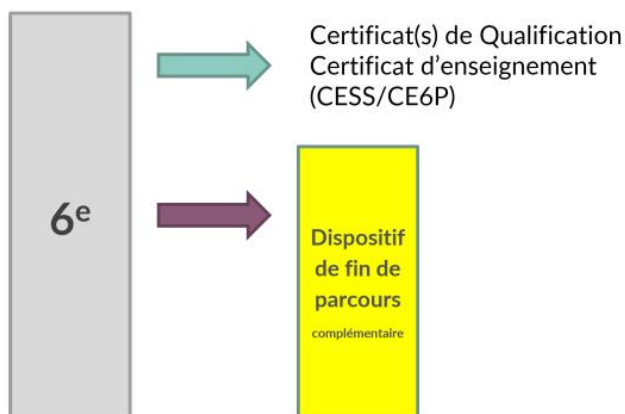 Certificat(s) de Qualification
Certificat d'enseignement
(CESS/CE6P)
6e
Dispositif
de fin de
parcours
complémentaire